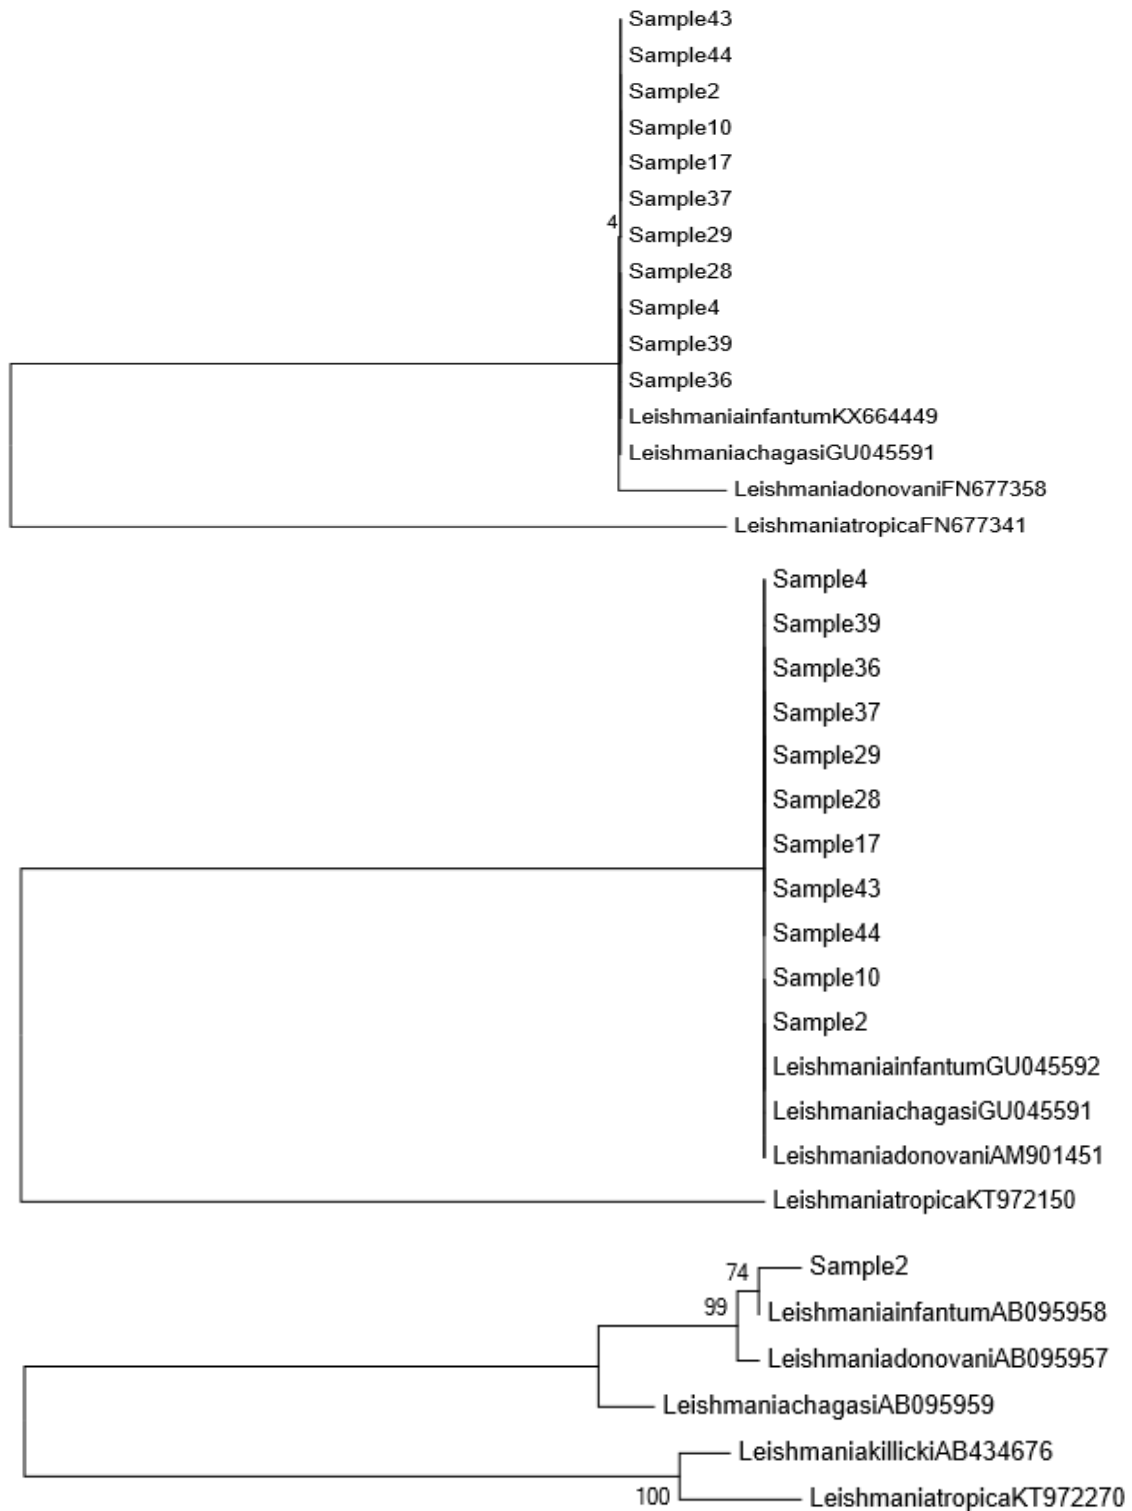 Sample43
Sample44
Sample2
Sample10
Sample17
Sample37
4
Sample29
Sample28
Sample4
Sample39
Sample36
LeishmaniainfantumKX664449
LeishmaniachagasiGU045591
LeishmaniadonovaniFN677358
LeishmaniatropicaFN677341
Sample4
Sample39
Sample36
Sample37
Sample29
Sample28
Sample17
Sample43
Sample44
Sample10
Sample2
LeishmaniainfantumGU045592
LeishmaniachagasiGU045591
LeishmaniadonovaniAM901451
LeishmaniatropicaKT972150
74 Sample2
99 LeishmaniainfantumAB095958
LeishmaniadonovaniAB095957
LeishmaniachagasiAB095959
LeishmaniakillickiAB434676
100 LeishmaniatropicaKT972270